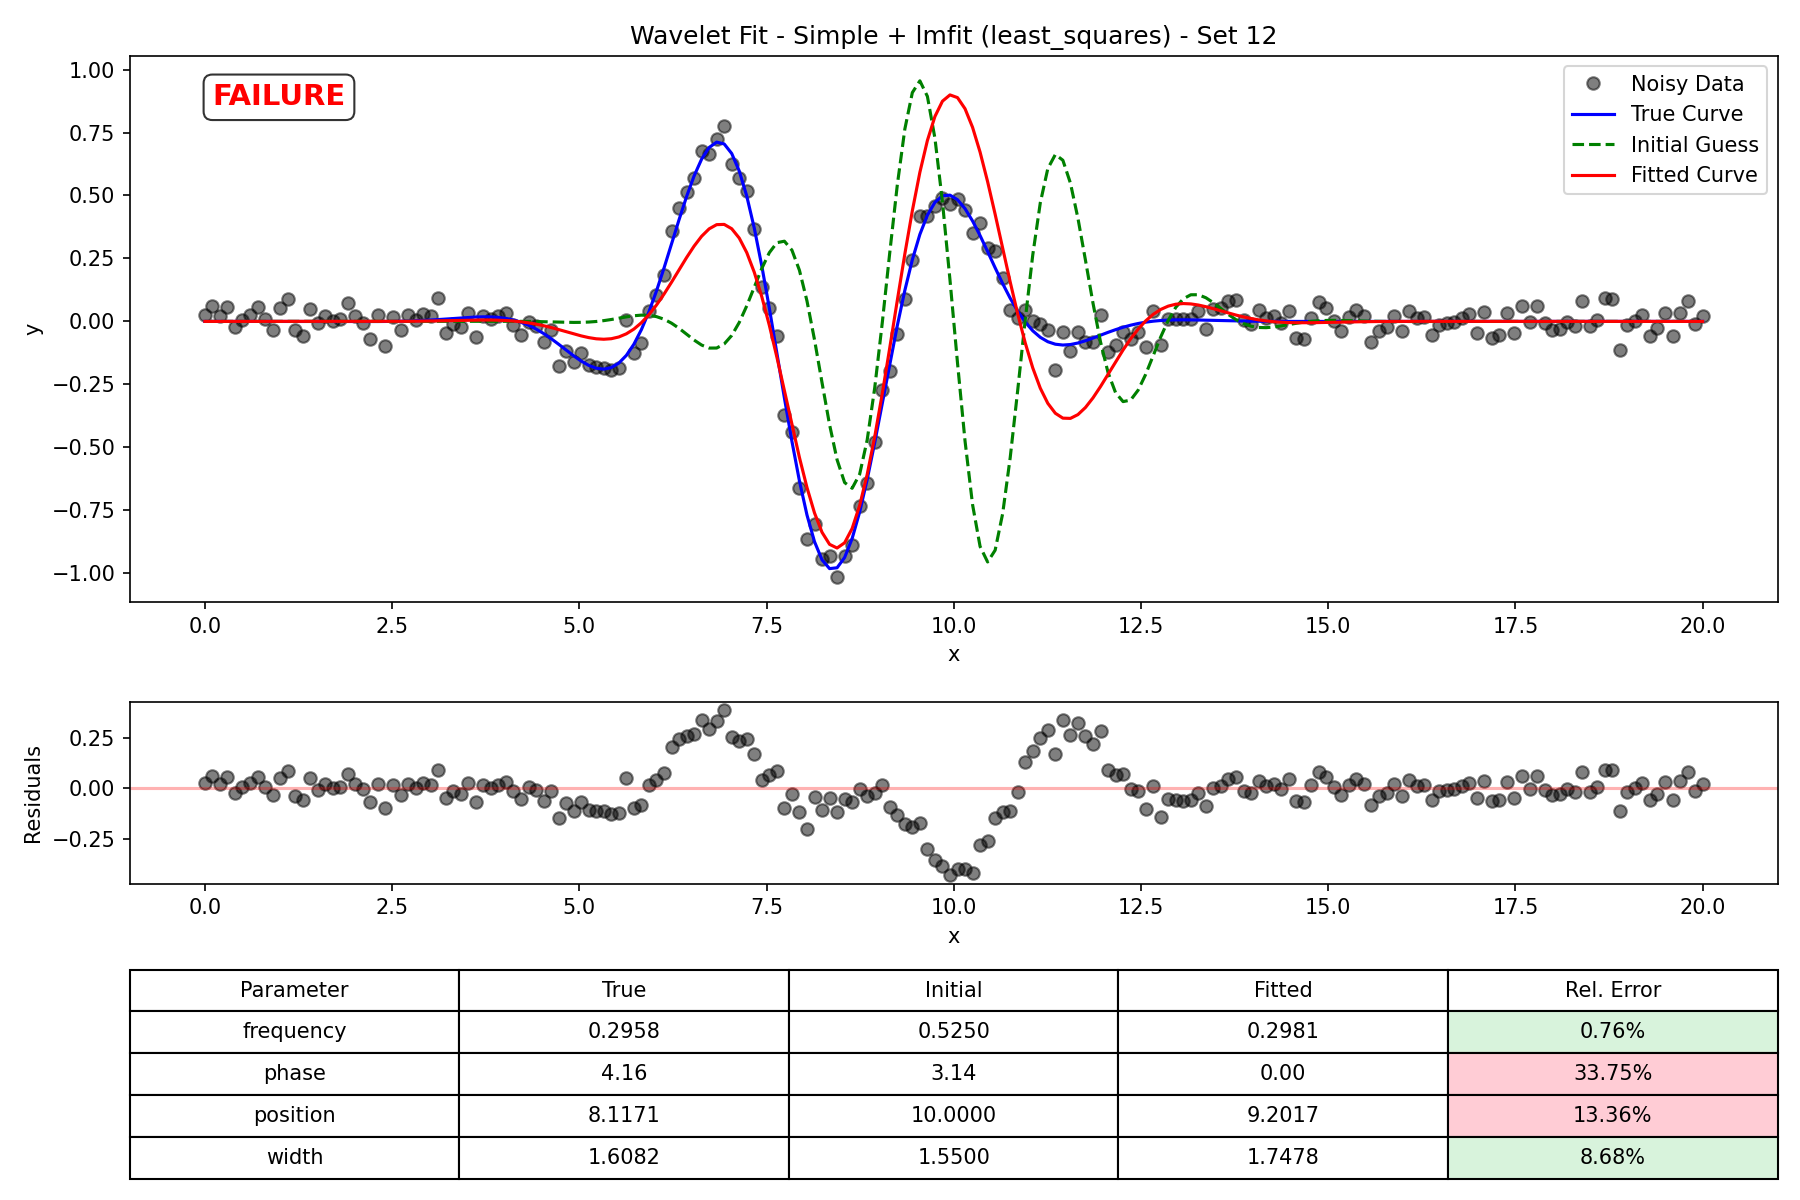 Wavelet Fit - Simple + lmfit (least_squares) - Set 12
FAILURE
Noisy Data
True Curve
Initial Guess
Fitted Curve
1.00
0.75
0.50
0.25
0.00
−0.25
−0.50
−0.75
−1.00
y
0.0 2.5 5.0 7.5 10.0 12.5 15.0 17.5 20.0
x
0.25
0.00
−0.25
Residuals
0.0 2.5 5.0 7.5 10.0 12.5 15.0 17.5 20.0
x
Parameter True Initial Fitted Rel. Error
frequency 0.2958 0.5250 0.2981 0.76%
phase 4.16 3.14 0.00 33.75%
position 8.1171 10.0000 9.2017 13.36%
width 1.6082 1.5500 1.7478 8.68%